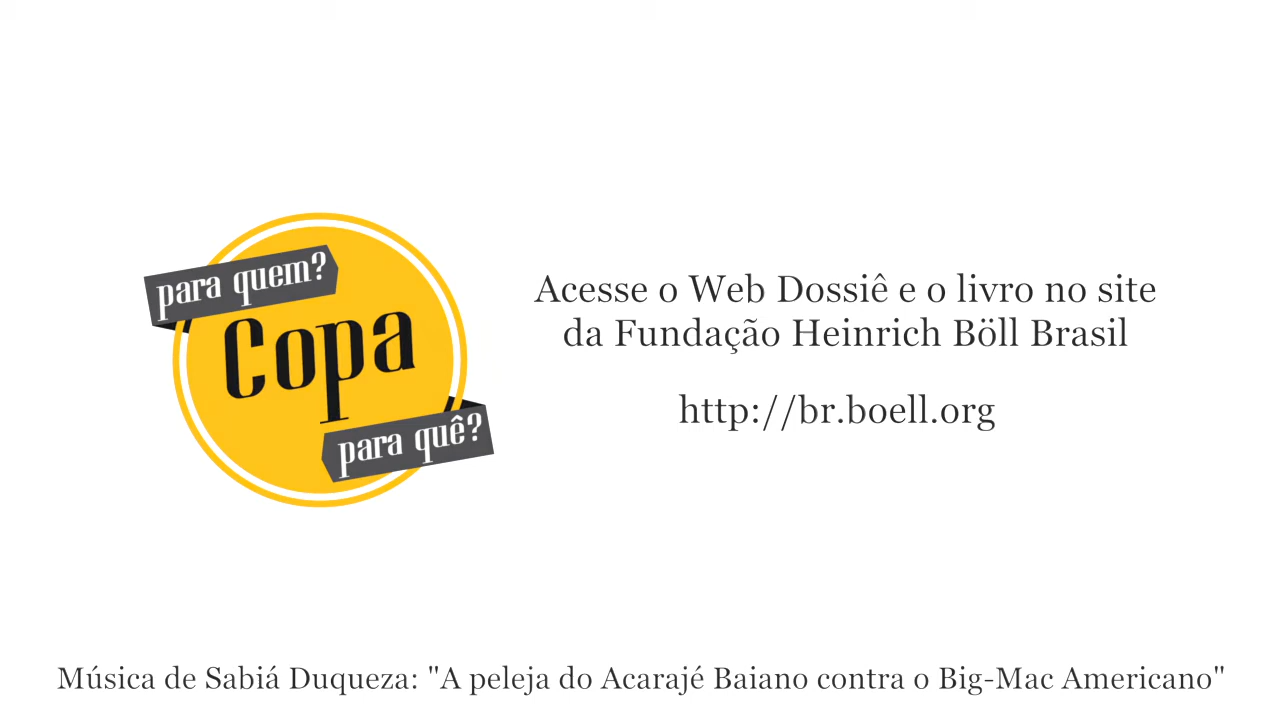 para quem?
Copa
para quê?
Acesse o Web Dossiê e o livro no site
da Fundação Heinrich Böll Brasil
http://br.boell.org
Música de Sabiá Duqueza: "A peleja do Acarajé Baiano contra o Big-Mac Americano"